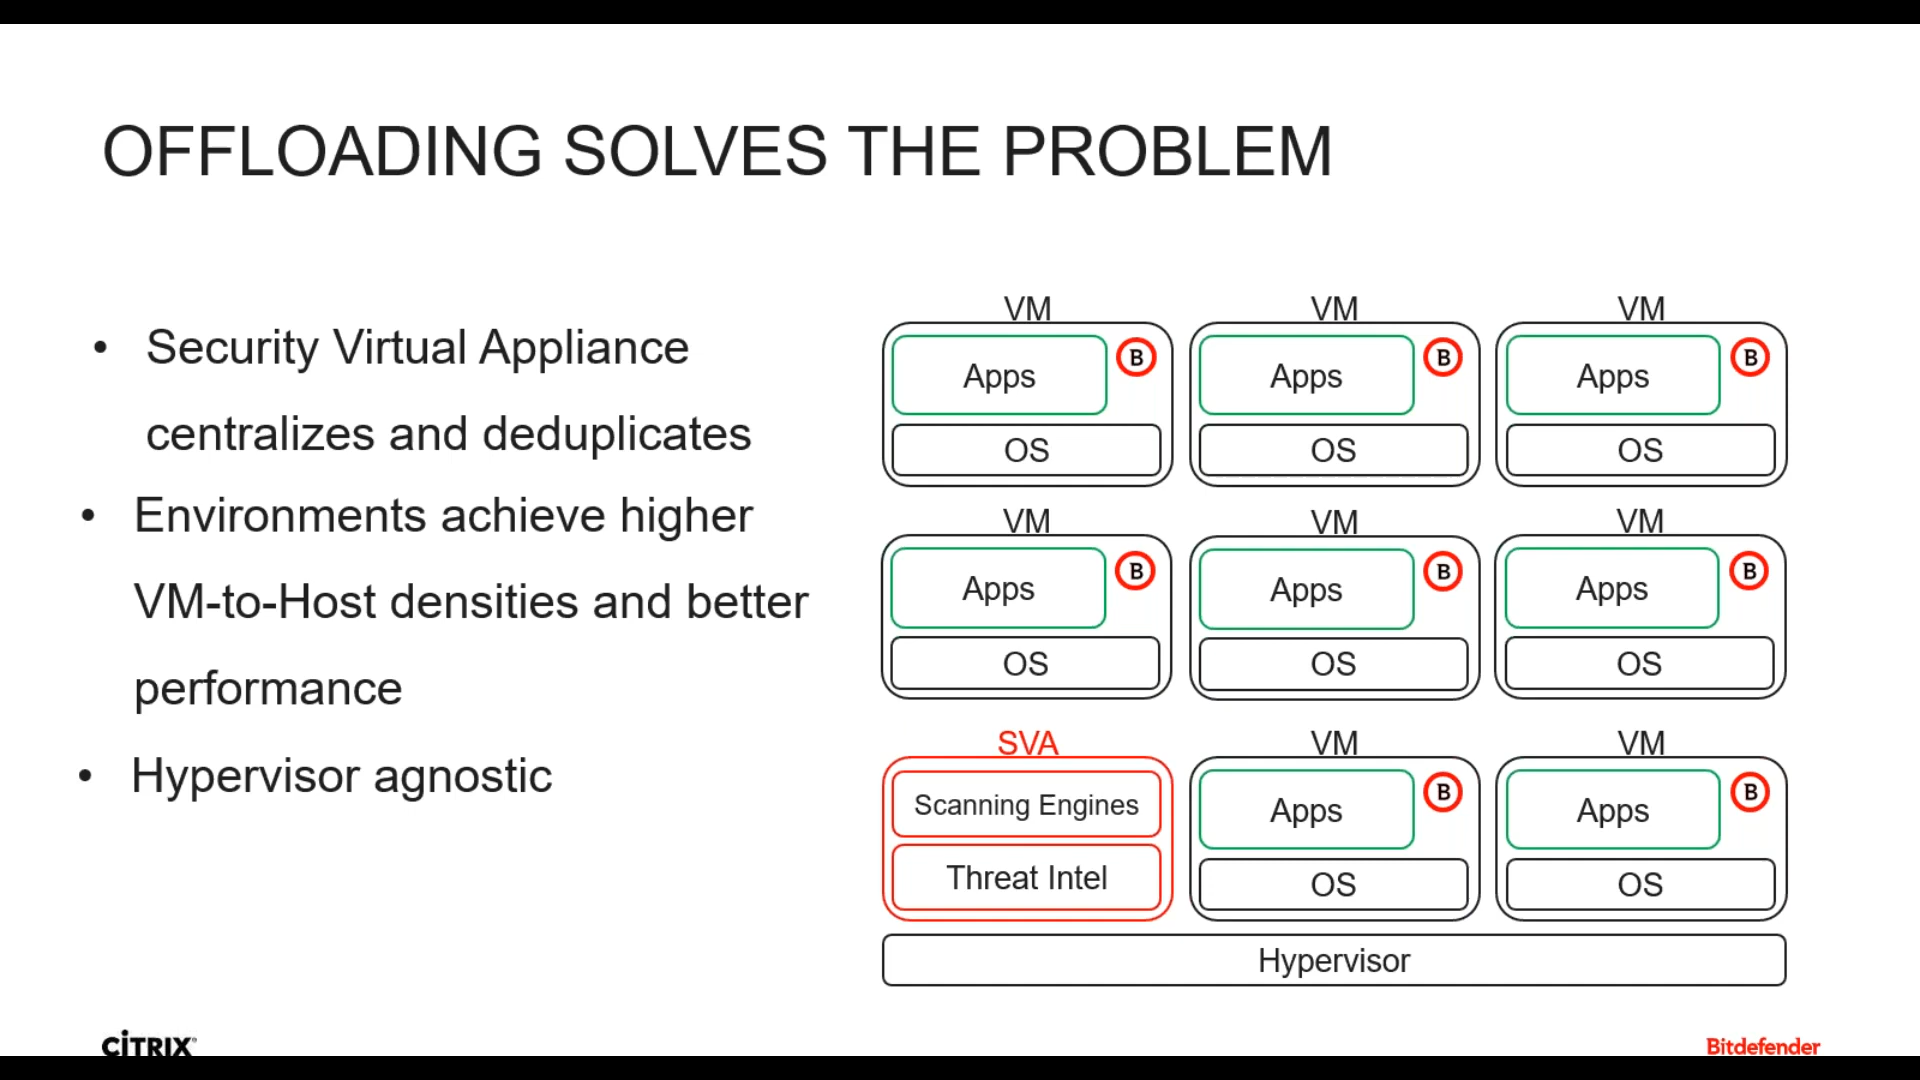 OFFLOADING SOLVES THE PROBLEM
• Security Virtual Appliance
centralizes and deduplicates
• Environments achieve higher
VM-to-Host densities and better
performance
• Hypervisor agnostic
VM VM VM
Apps B Apps B Apps B
OS OS OS
VM VM VM
Apps B Apps B Apps B
OS OS OS
SVA VM VM
Scanning Engines Apps B Apps B
Threat Intel OS OS
Hypervisor
CiTRIX
Bitdefender